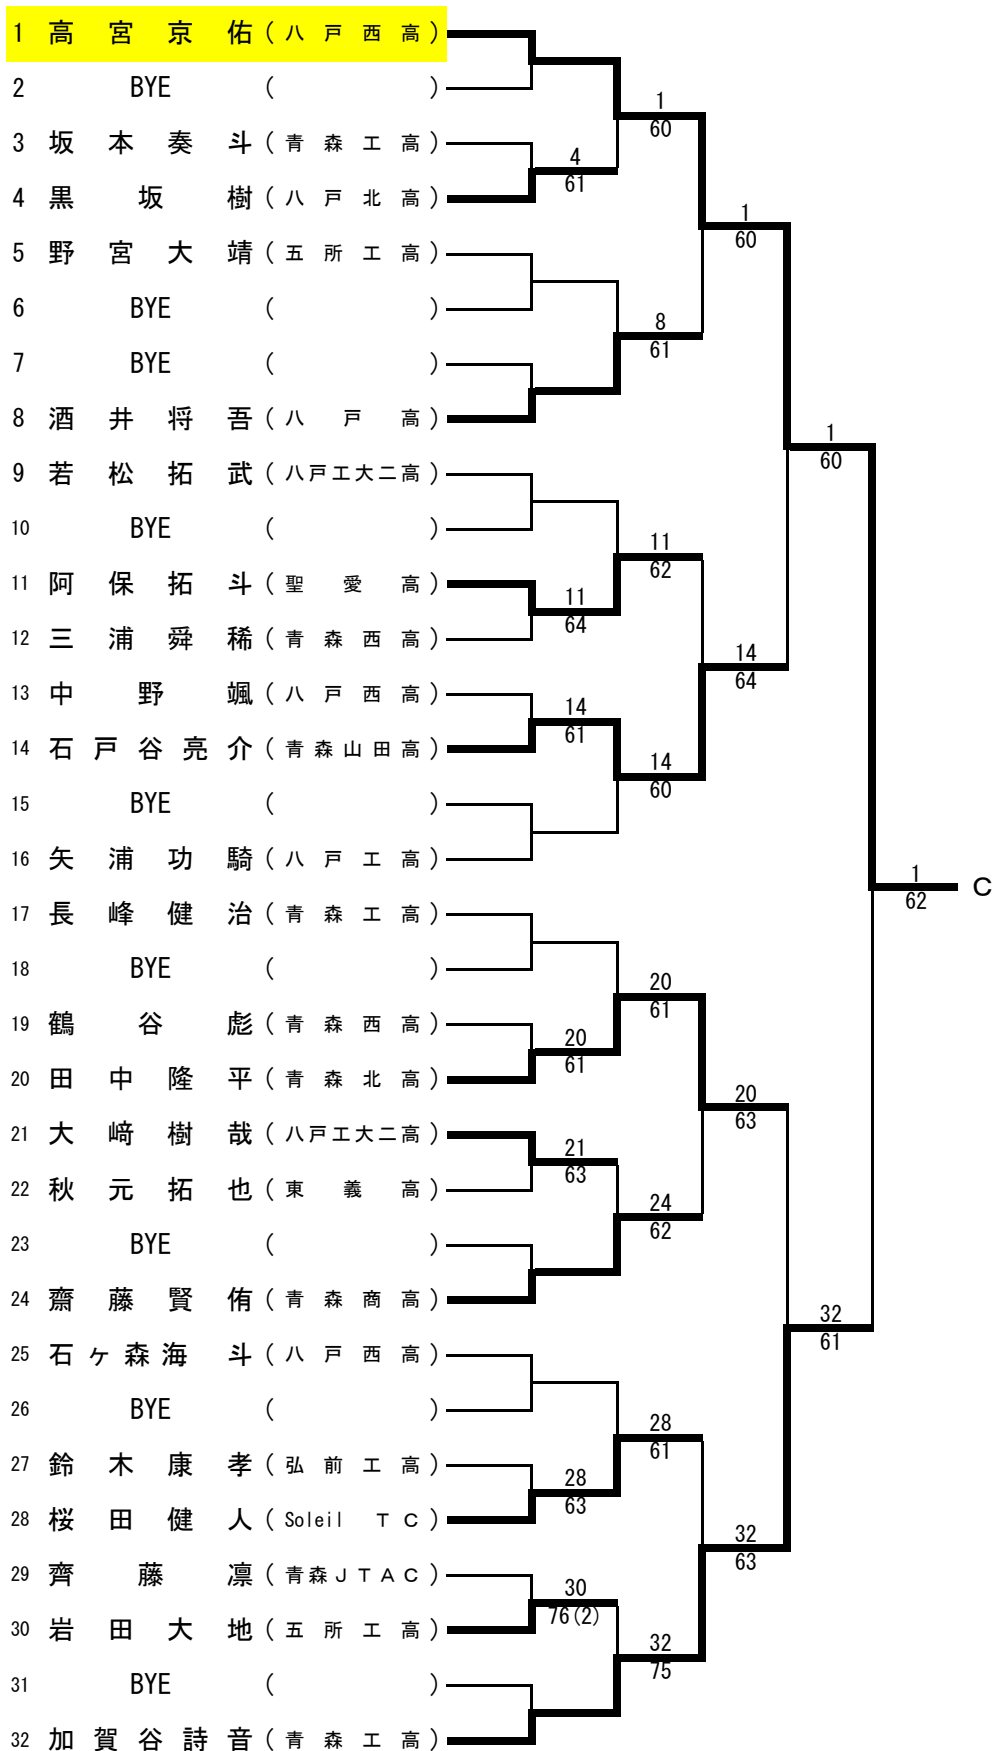 1 高宮京佑 (八戸西高)
2 BYE ( )
1
60
3 坂本奏斗 (青森工高)
4
61
4 黒坂樹 (八戸北高)
1
60
5 野宮大靖 (五所工高)
6 BYE ( )
8
61
7 BYE ( )
8 酒井将吾 (八戸高)
1
60
9 若松拓武 (八戸工大二高)
10 BYE ( )
11
62
11 阿保拓斗 (聖愛高)
11
64
12 三浦舜稀 (青森西高)
14
64
13 中野颯 (八戸西高)
14
61
14 石戸谷亮介 (青森山田高)
14
60
15 BYE ( )
16 矢浦功騎 (八戸工高)
1
62
C
17 長峰健治 (青森工高)
18 BYE ( )
20
61
19 鶴谷彪 (青森西高)
20
61
20 田中隆平 (青森北高)
20
63
21 大﨑樹哉 (八戸工大二高)
21
63
22 秋元拓也 (東義高)
24
62
23 BYE ( )
24 齋藤賢侑 (青森商高)
32
61
25 石ヶ森海斗 (八戸西高)
26 BYE ( )
28
61
27 鈴木康孝 (弘前工高)
28
63
28 桜田健人 (Soleil TC)
32
63
29 齊藤凛 (青森JTAC)
30
76(2)
30 岩田大地 (五所工高)
32
75
31 BYE ( )
32 加賀谷詩音 (青森工高)